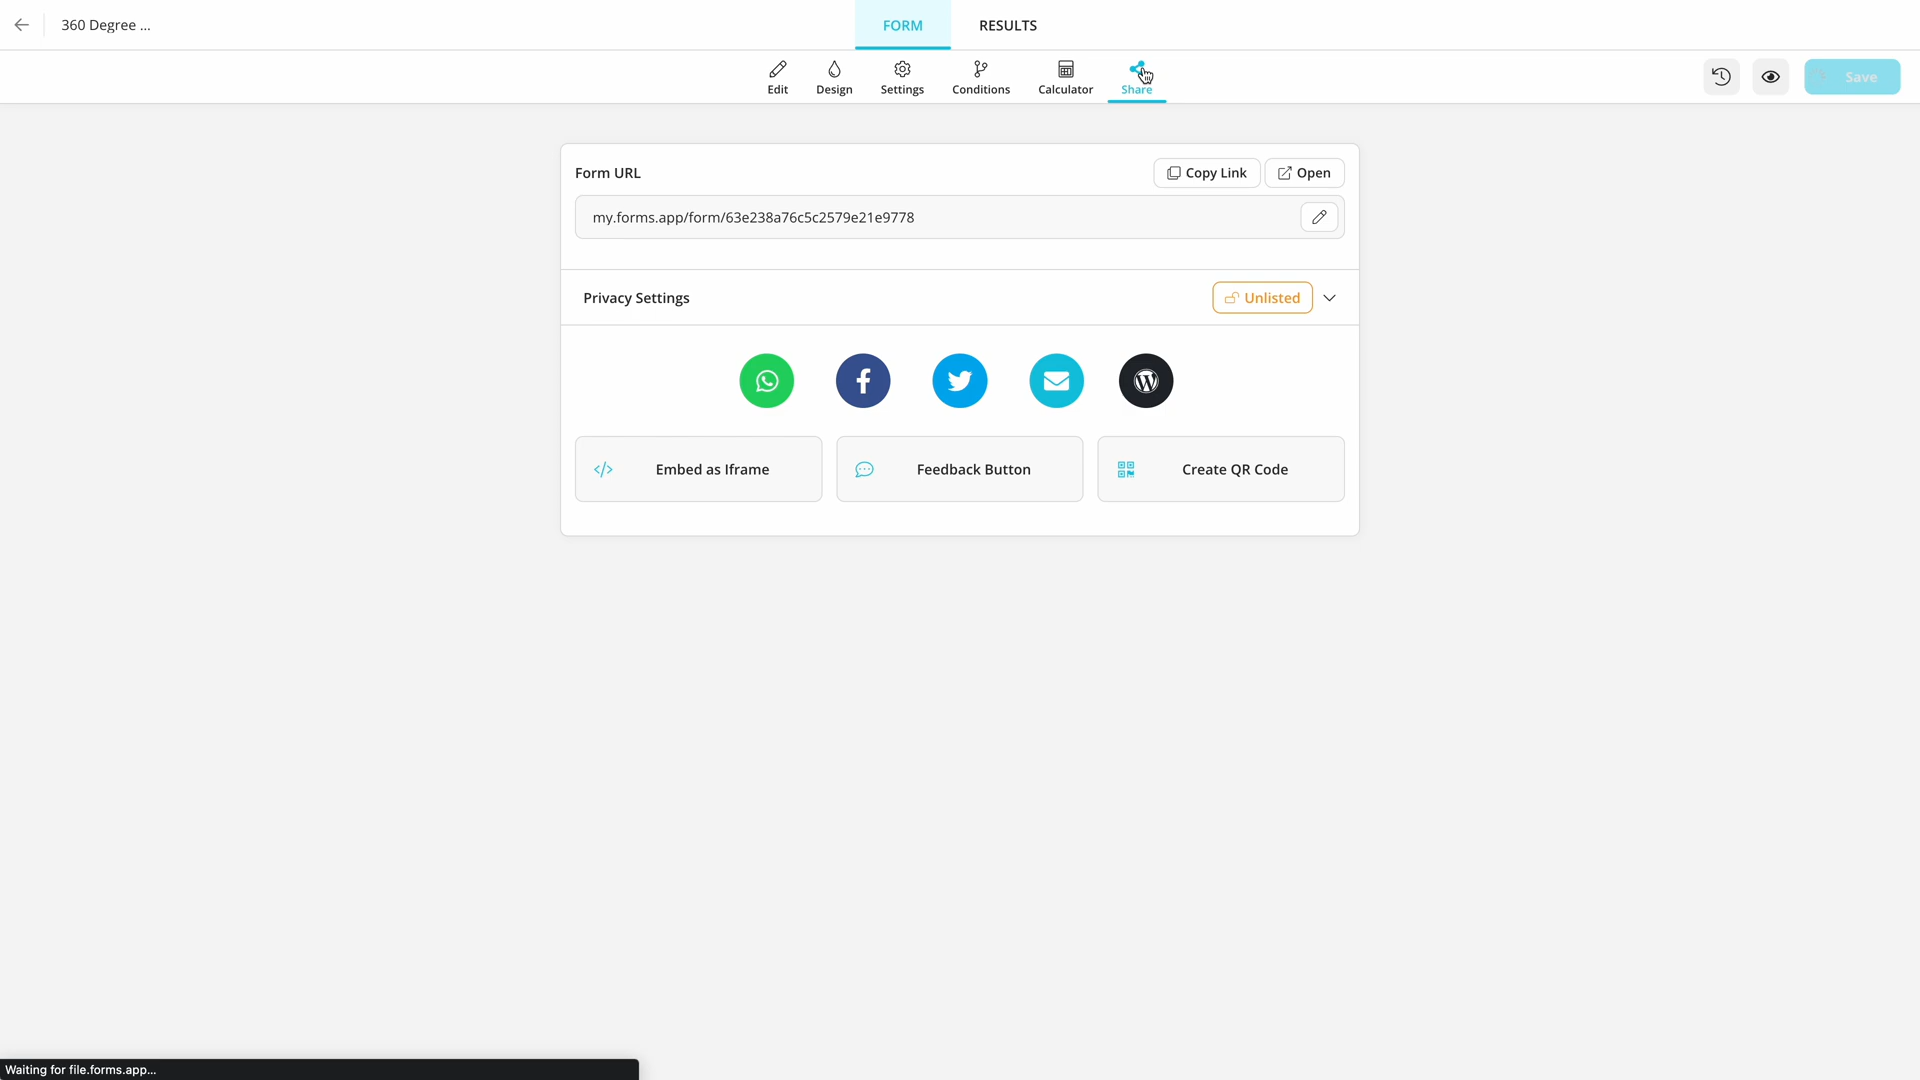 360 Degree ...
FORM
RESULTS
Edit
Design
Settings
Conditions
Calculator
Share
Save
Form URL
Copy Link
Open
my.forms.app/form/63e238a76c5c2579e21e9778
Privacy Settings
Unlisted
Embed as Iframe
Feedback Button
Create QR Code
Waiting for file.forms.app...